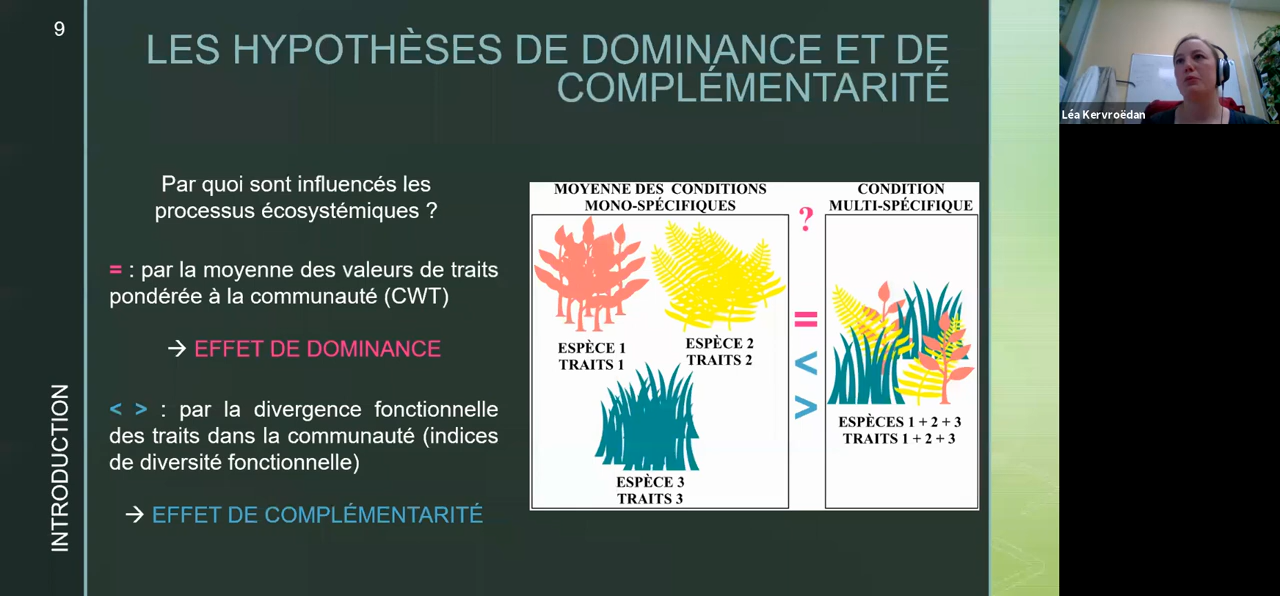 9
LES HYPOTHÈSES DE DOMINANCE ET DE
COMPLÉMENTARITÉ
Léa Kervroëdan
Par quoi sont influencés les
processus écosystémiques ?
= : par la moyenne des valeurs de traits
pondérée à la communauté (CWT)
→ EFFET DE DOMINANCE
< > : par la divergence fonctionnelle
des traits dans la communauté (indices
de diversité fonctionnelle)
→ EFFET DE COMPLÉMENTARITÉ
INTRODUCTION
MOYENNE DES CONDITIONS
MONO-SPÉCIFIQUES
?
=
<
>
CONDITION
MULTI-SPÉCIFIQUE
ESPÈCE 1
TRAITS 1
ESPÈCE 2
TRAITS 2
ESPÈCE 3
TRAITS 3
ESPÈCES 1 + 2 + 3
TRAITS 1 + 2 + 3